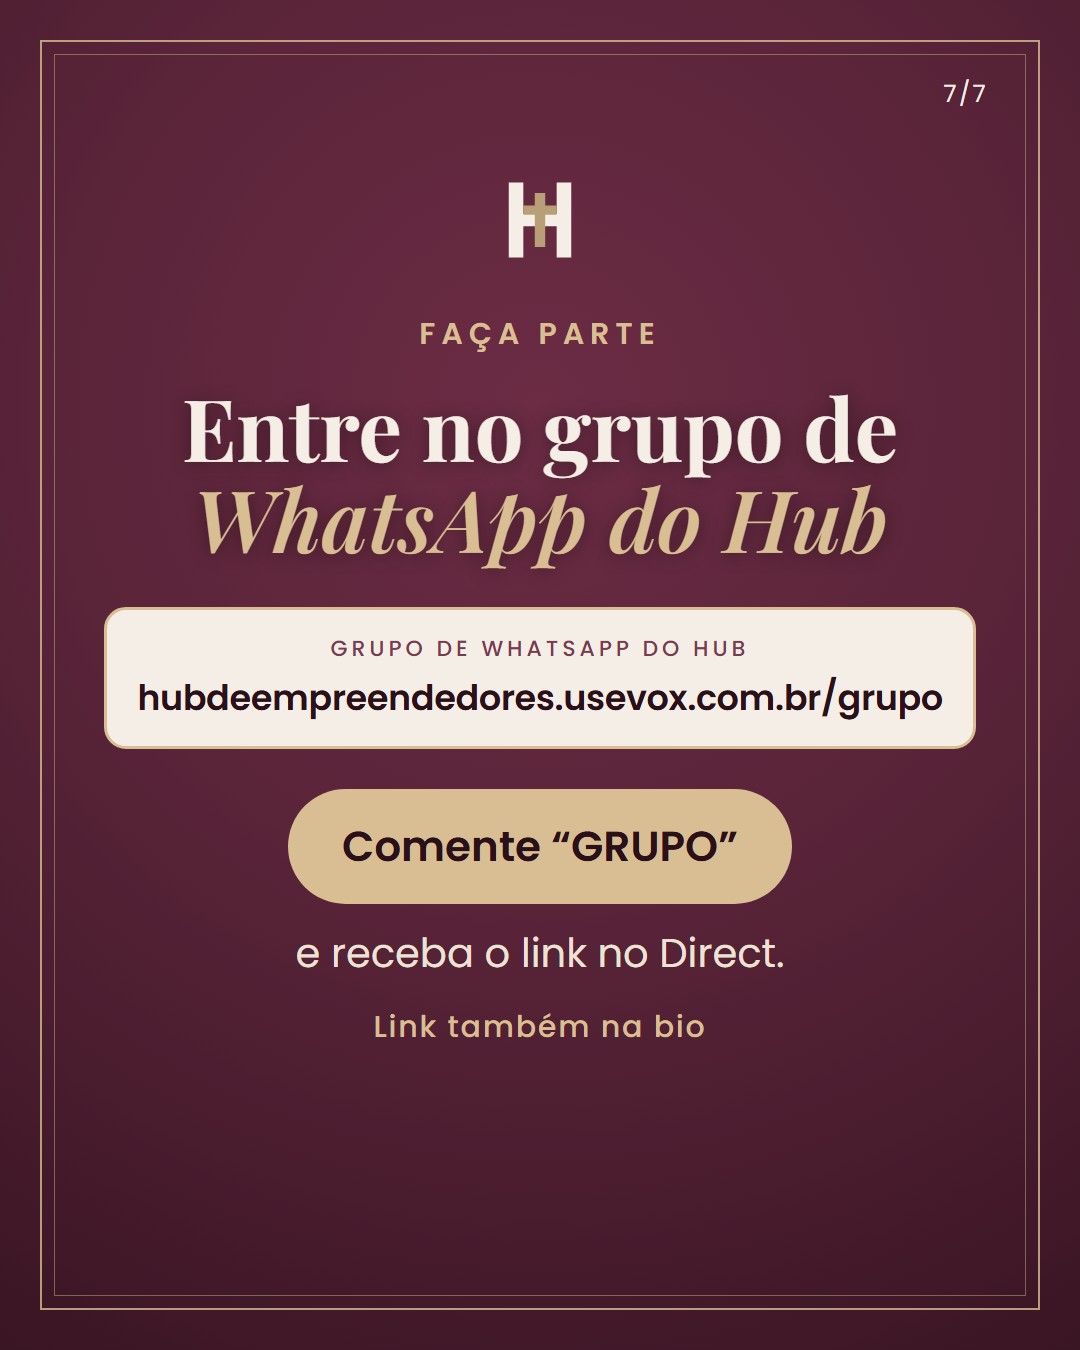 7/7
H
FAÇA PARTE
Entre no grupo de
WhatsApp do Hub
GRUPO DE WHATSAPP DO HUB
hubdeempreendedores.usevox.com.br/grupo
Comente “GRUPO”
e receba o link no Direct.
Link também na bio